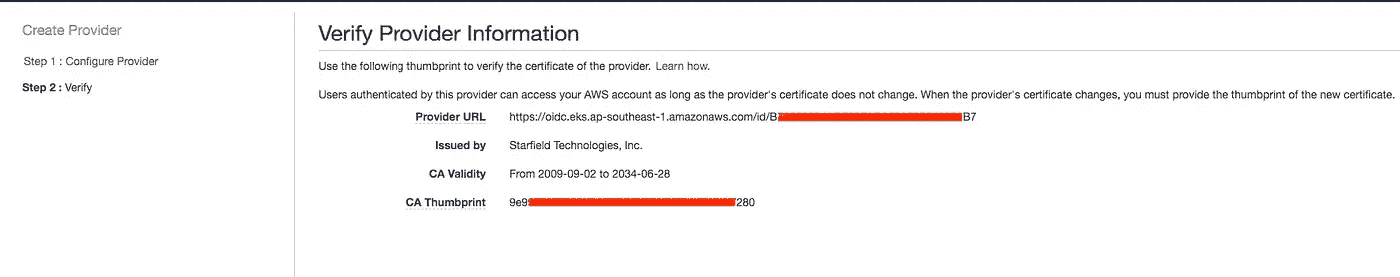 Create Provider
Step 1 : Configure Provider
Step 2 : Verify
Verify Provider Information
Use the following thumbprint to verify the certificate of the provider. Learn how.
Users authenticated by this provider can access your AWS account as long as the provider's certificate does not change. When the provider's certificate changes, you must provide the thumbprint of the new certificate.
Provider URL https://oidc.eks.ap-southeast-1.amazonaws.com/id/B B7
Issued by Starfield Technologies, Inc.
CA Validity From 2009-09-02 to 2034-06-28
CA Thumbprint 9e9 280